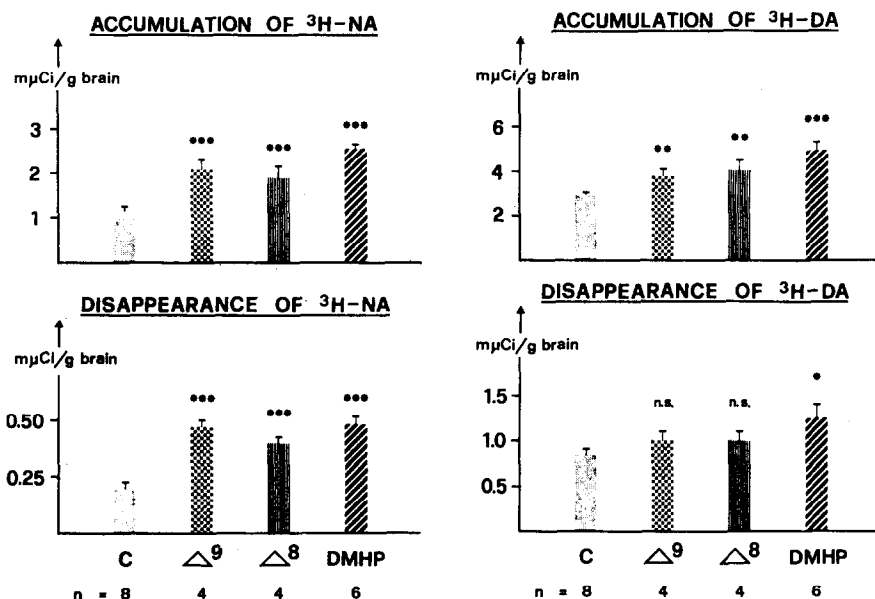 ACCUMULATION OF ³H-NA
mμCi/g brain
3
2
1
●●●
●●●
●●●
ACCUMULATION OF ³H-DA
mμCi/g brain
6
4
2
●●
●●
●●●
DISAPPEARANCE OF ³H-NA
mμCi/g brain
0.50
0.25
●●●
●●●
●●●
C △⁹ △⁸ DMHP
n = 8 4 4 6
DISAPPEARANCE OF ³H-DA
mμCi/g brain
1.5
1.0
0.5
n.s.
n.s.
●
C △⁹ △⁸ DMHP
8 4 4 6